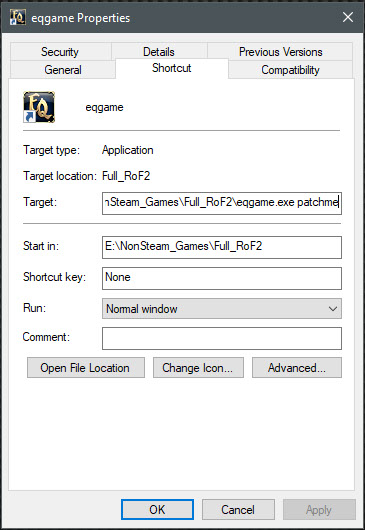 eqgame Properties
Security Details Previous Versions
General Shortcut Compatibility
EQ
eqgame
Target type: Application
Target location: Full_RoF2
Target: nSteam_Games\Full_RoF2\eqgame.exe patchme
Start in: E:\NonSteam_Games\Full_RoF2
Shortcut key: None
Run: Normal window
Comment:
Open File Location Change Icon... Advanced...
OK Cancel Apply